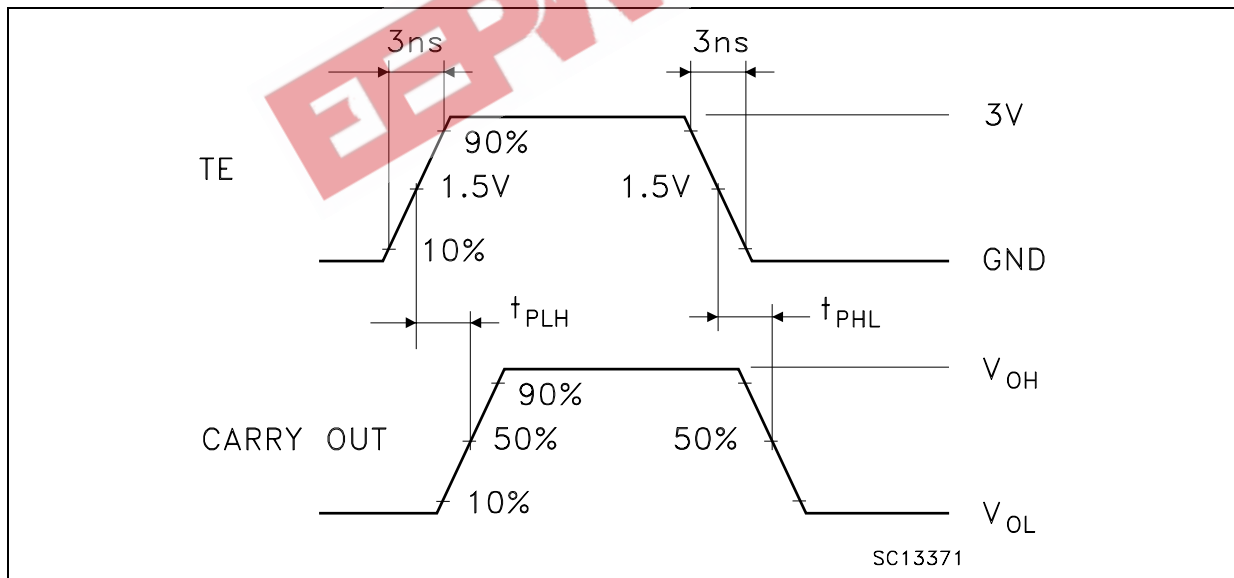 3ns 3ns
3V
90%
TE
1.5V 1.5V
10%
GND
tPLH tPHL
VOH
90%
CARRY OUT 50% 50%
10%
VOL
SC13371